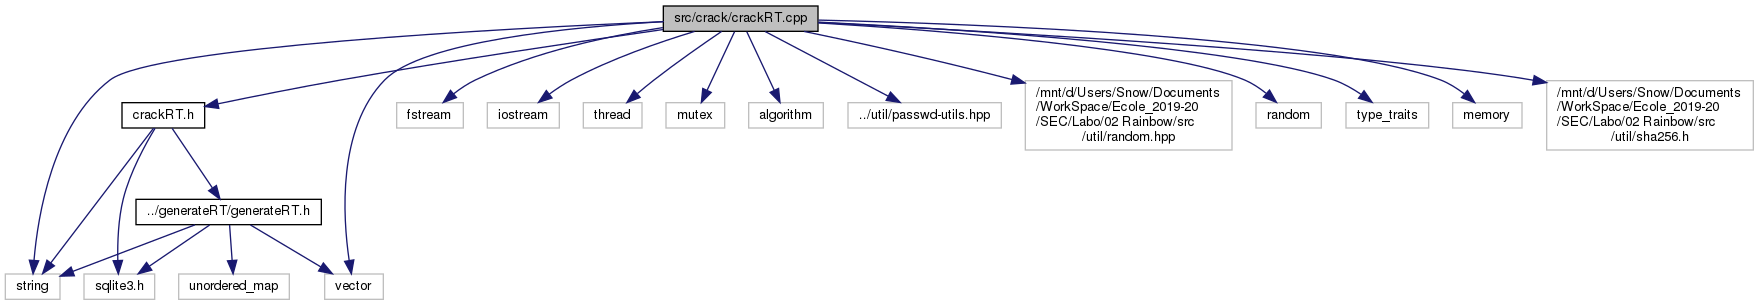 src/crack/crackRT.cpp
crackRT.h
fstream
iostream
thread
mutex
algorithm
../util/passwd-utils.hpp
/mnt/d/Users/Snow/Documents
/WorkSpace/Ecole_2019-20
/SEC/Labo/02 Rainbow/src
/util/random.hpp
random
type_traits
memory
/mnt/d/Users/Snow/Documents
/WorkSpace/Ecole_2019-20
/SEC/Labo/02 Rainbow/src
/util/sha256.h
../generateRT/generateRT.h
string
sqlite3.h
unordered_map
vector